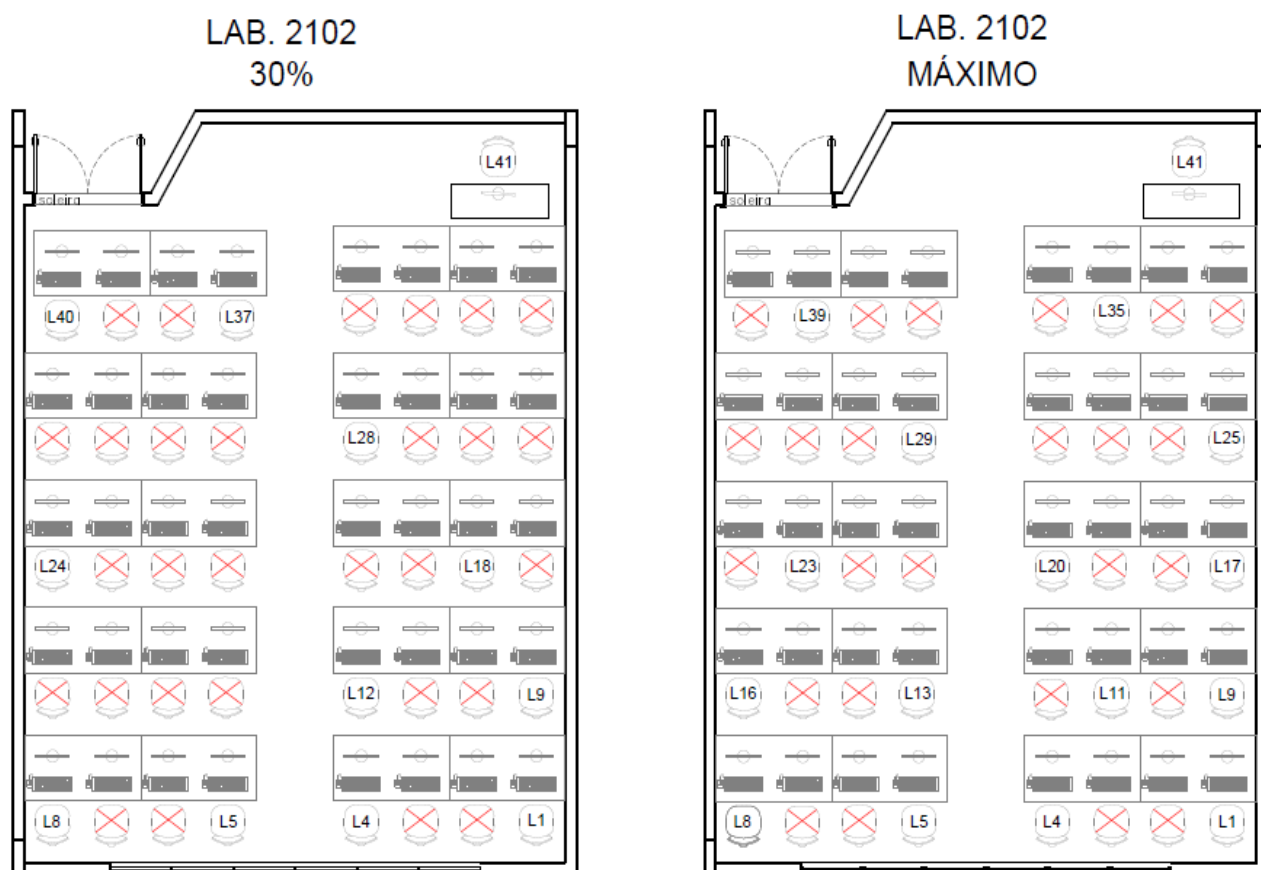 LAB. 2102
30%
L41
soleira
L40 L37
L28
L24 L18
L12 L9
L8 L5 L4 L1
LAB. 2102
MÁXIMO
L41
soleira
L39 L35
L29 L25
L23 L20 L17
L16 L13 L11 L9
L8 L5 L4 L1